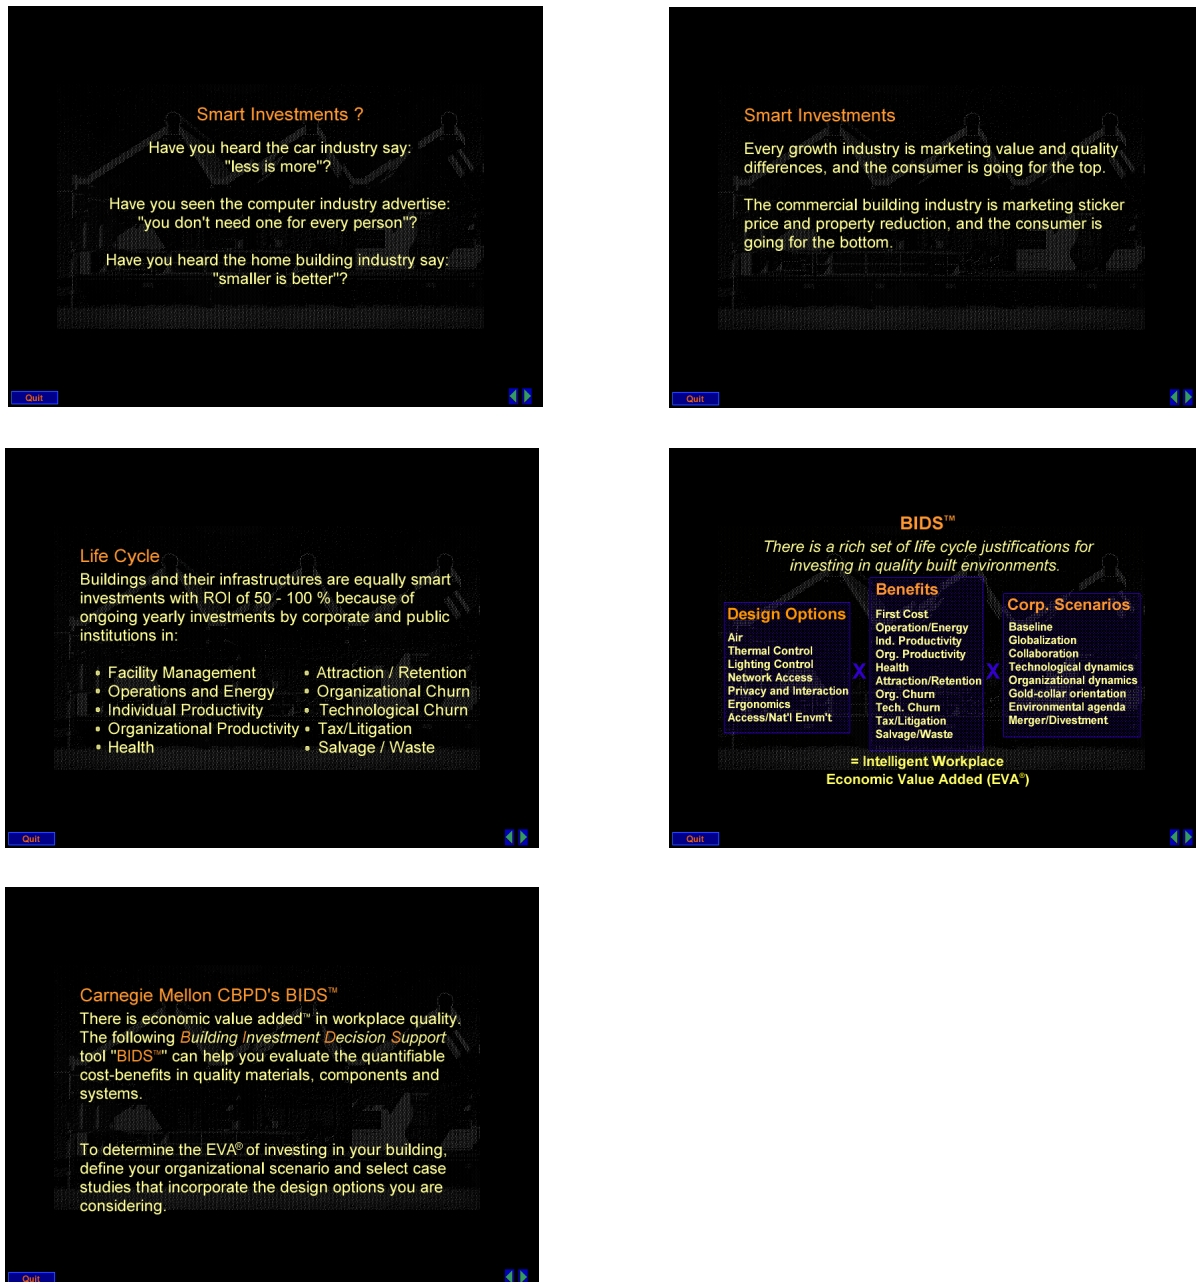 Smart Investments ?
Have you heard the car industry say:
"less is more"?
Have you seen the computer industry advertise:
"you don't need one for every person"?
Have you heard the home building industry say:
"smaller is better"?
Quit
Smart Investments
Every growth industry is marketing value and quality
differences, and the consumer is going for the top.
The commercial building industry is marketing sticker
price and property reduction, and the consumer is
going for the bottom.
Quit
Life Cycle
Buildings and their infrastructures are equally smart
investments with ROI of 50 - 100 % because of
ongoing yearly investments by corporate and public
institutions in:
• Facility Management
• Operations and Energy
• Individual Productivity
• Organizational Productivity
• Health
• Attraction / Retention
• Organizational Churn
• Technological Churn
• Tax/Litigation
• Salvage / Waste
Quit
BIDS™
There is a rich set of life cycle justifications for
investing in quality built environments.
Design Options
Air
Thermal Control
Lighting Control
Network Access
Privacy and Interaction
Ergonomics
Access/Nat'l Envm't
X
Benefits
First Cost
Operation/Energy
Ind. Productivity
Org. Productivity
Health
Attraction/Retention
Org. Churn
Tech. Churn
Tax/Litigation
Salvage/Waste
X
Corp. Scenarios
Baseline
Globalization
Collaboration
Technological dynamics
Organizational dynamics
Gold-collar orientation
Environmental agenda
Merger/Divestment
= Intelligent Workplace
Economic Value Added (EVA®)
Quit
Carnegie Mellon CBPD's BIDS™
There is economic value added™ in workplace quality.
The following Building Investment Decision Support
tool "BIDS™" can help you evaluate the quantifiable
cost-benefits in quality materials, components and
systems.
To determine the EVA® of investing in your building,
define your organizational scenario and select case
studies that incorporate the design options you are
considering.
Quit